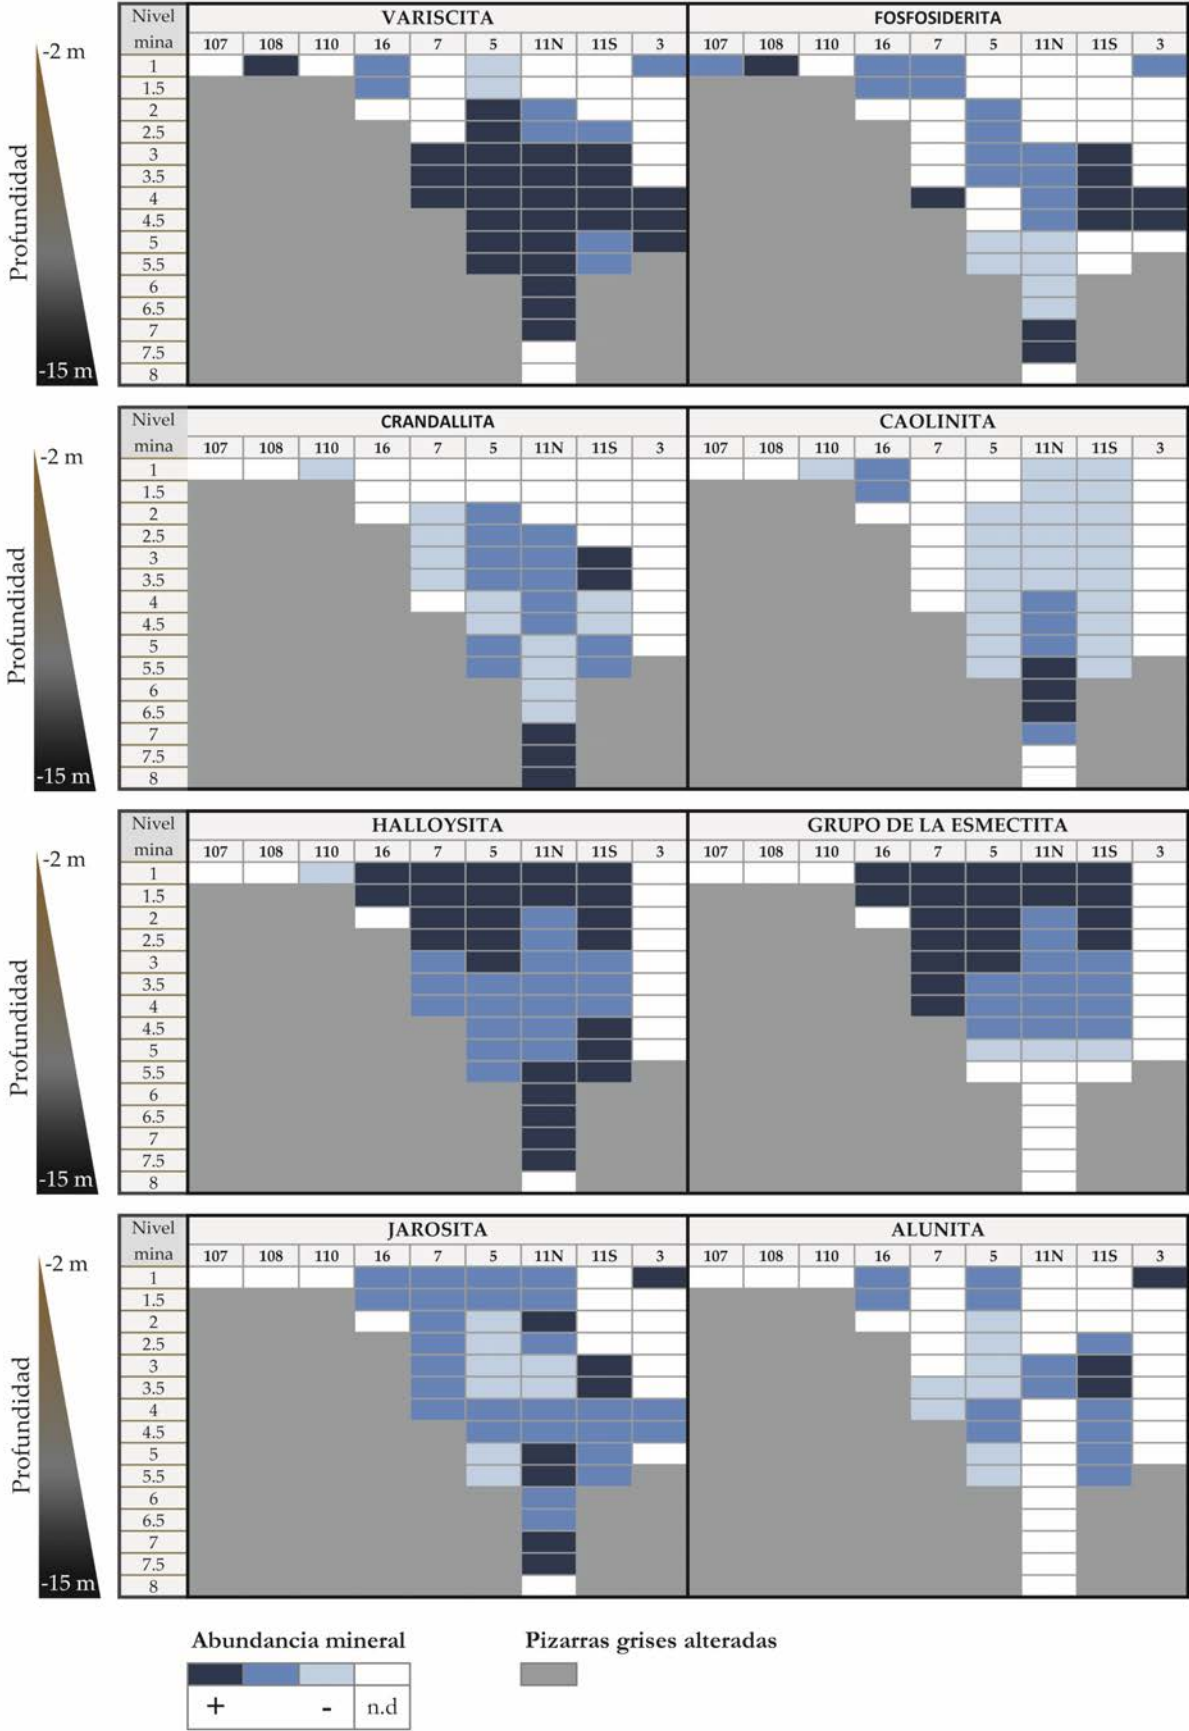 Nivel VARISCITA FOSFOSIDERITA
mina 107 108 110 16 7 5 11N 11S 3 107 108 110 16 7 5 11N 11S 3
-2 m
1
1.5
2
2.5
3
3.5
4
4.5
5
5.5
6
6.5
7
7.5
8
Profundidad
-15 m
Nivel CRANDALLITA CAOLINITA
mina 107 108 110 16 7 5 11N 11S 3 107 108 110 16 7 5 11N 11S 3
-2 m
1
1.5
2
2.5
3
3.5
4
4.5
5
5.5
6
6.5
7
7.5
8
Profundidad
-15 m
Nivel HALLOYSITA GRUPO DE LA ESMECTITA
mina 107 108 110 16 7 5 11N 11S 3 107 108 110 16 7 5 11N 11S 3
-2 m
1
1.5
2
2.5
3
3.5
4
4.5
5
5.5
6
6.5
7
7.5
8
Profundidad
-15 m
Nivel JAROSITA ALUNITA
mina 107 108 110 16 7 5 11N 11S 3 107 108 110 16 7 5 11N 11S 3
-2 m
1
1.5
2
2.5
3
3.5
4
4.5
5
5.5
6
6.5
7
7.5
8
Profundidad
-15 m
Abundancia mineral Pizarras grises alteradas
+ - n.d